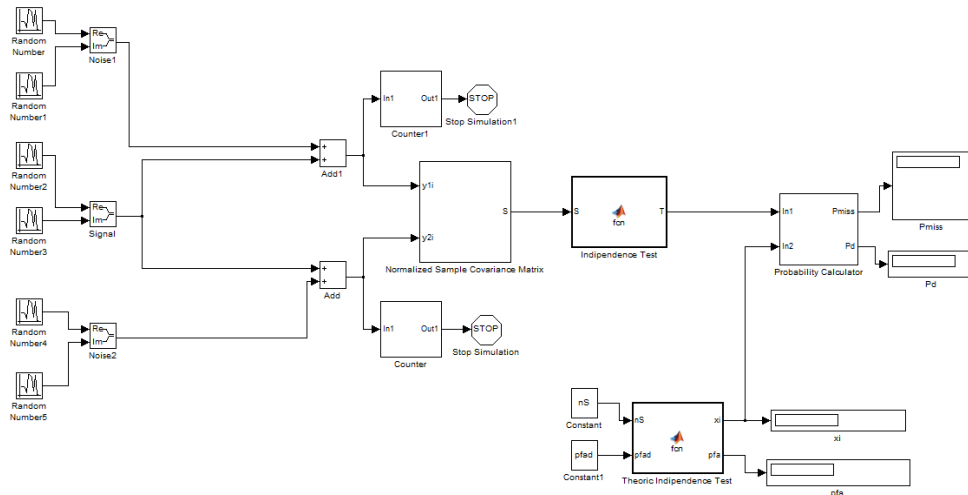 Random
Number
Re
Im
Noise1
Random
Number1
Random
Number2
Re
Im
Signal
Random
Number3
Random
Number4
Re
Im
Noise2
Random
Number5
+
+
Add1
+
+
Add
In1
Out1
Counter1
STOP
Stop Simulation1
y1i
y2i
S
Normalized Sample Covariance Matrix
In1
Out1
Counter
STOP
Stop Simulation
S
T
fcn
Indipendence Test
In1
In2
Pmiss
Pd
Probability Calculator
Pmiss
Pd
nS
Constant
pfad
Constant1
nS
pfad
xi
pfa
fcn
Theoric Indipendence Test
xi
pfa